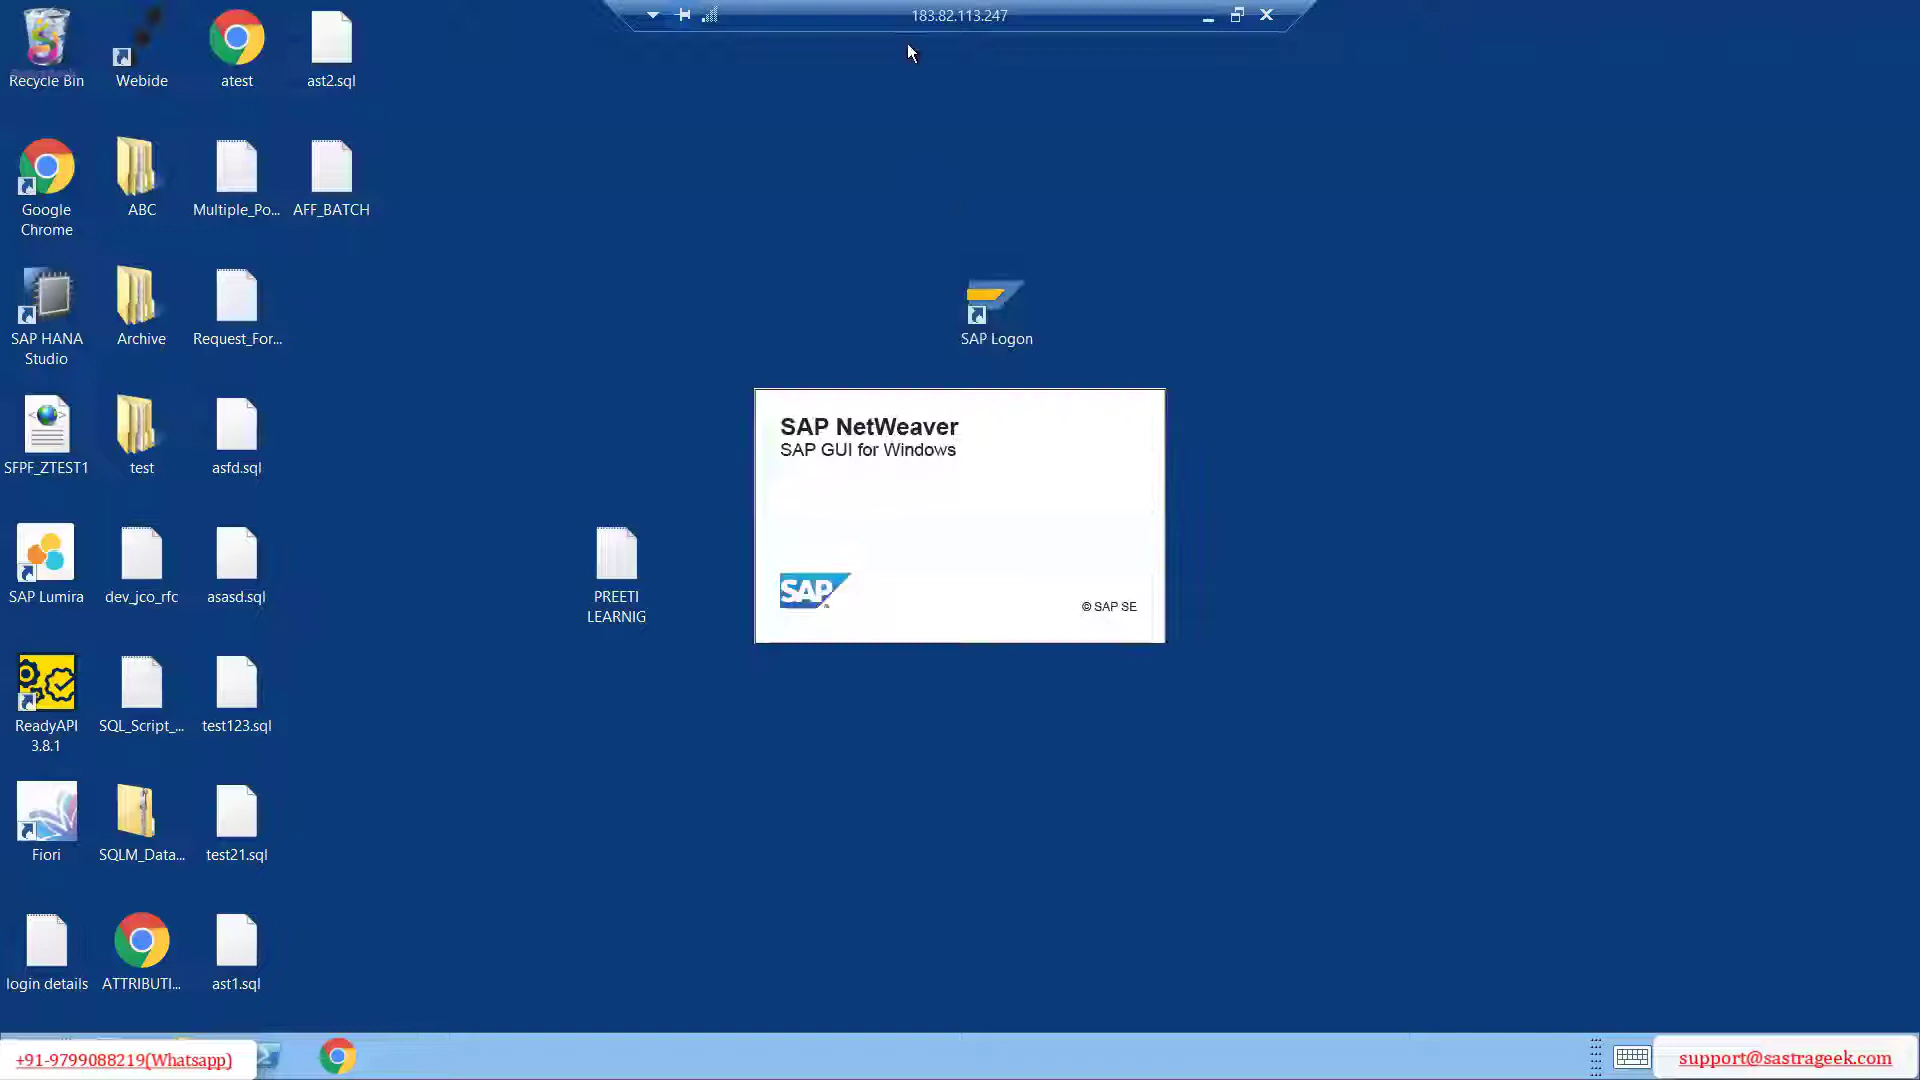 183.82.113.247
Recycle Bin
Webide
atest
ast2.sql
Google
Chrome
ABC
Multiple_Po...
AFF_BATCH
SAP HANA
Studio
Archive
Request_For...
SAP Logon
SAP NetWeaver
SAP GUI for Windows
SAP
© SAP SE
SFPF_ZTEST1
test
asfd.sql
SAP Lumira
dev_jco_rfc
asasd.sql
PREETI
LEARNIG
ReadyAPI
3.8.1
SQL_Script_...
test123.sql
Fiori
SQLM_Data...
test21.sql
login details
ATTRIBUTI...
ast1.sql
+91-9799088219(Whatsapp)
support@sastrageek.com